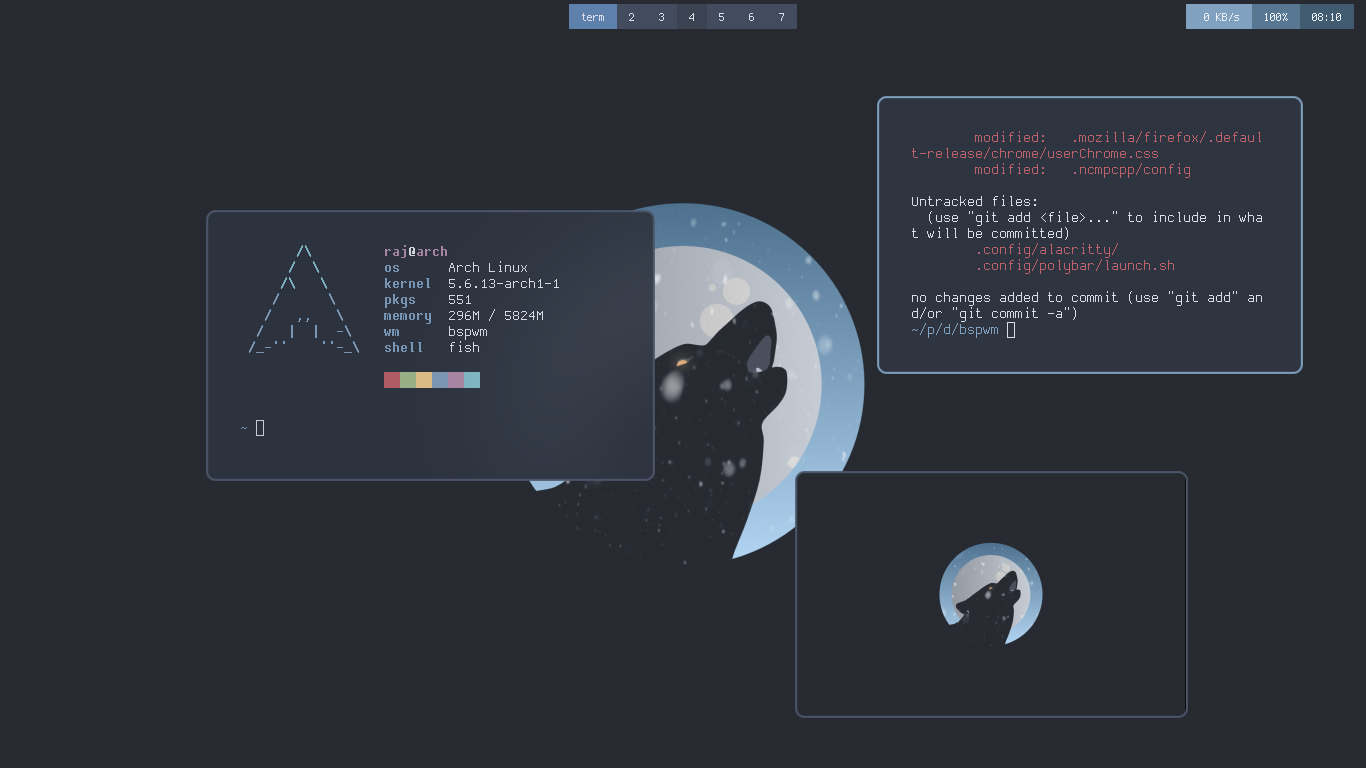 term 2 3 4 5 6 7
0 KB/s 100% 08:10
raj@arch
os Arch Linux
kernel 5.6.13-arch1-1
pkgs 551
memory 296M / 5824M
wm bspwm
shell fish
~
modified: .mozilla/firefox/.defaul
t-release/chrome/userChrome.css
modified: .ncmpcpp/config
Untracked files:
(use "git add <file>..." to include in wha
t will be committed)
.config/alacritty/
.config/polybar/launch.sh
no changes added to commit (use "git add" an
d/or "git commit -a")
~/p/d/bspwm